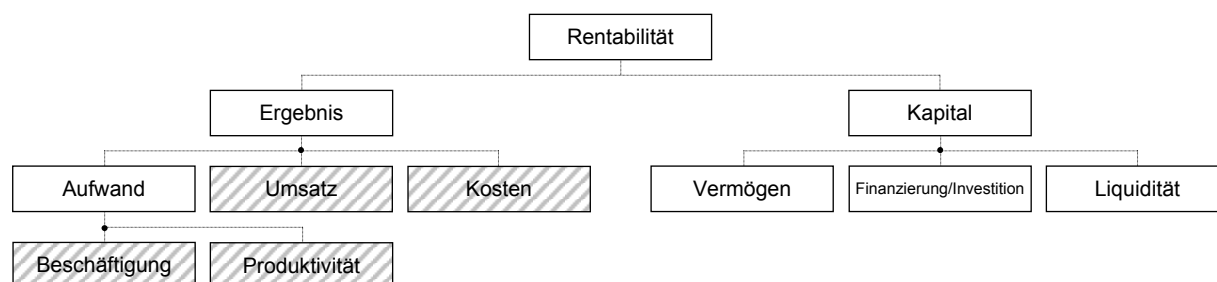 Rentabilität
Ergebnis
Kapital
Aufwand
Umsatz
Kosten
Vermögen
Finanzierung/Investition
Liquidität
Beschäftigung
Produktivität